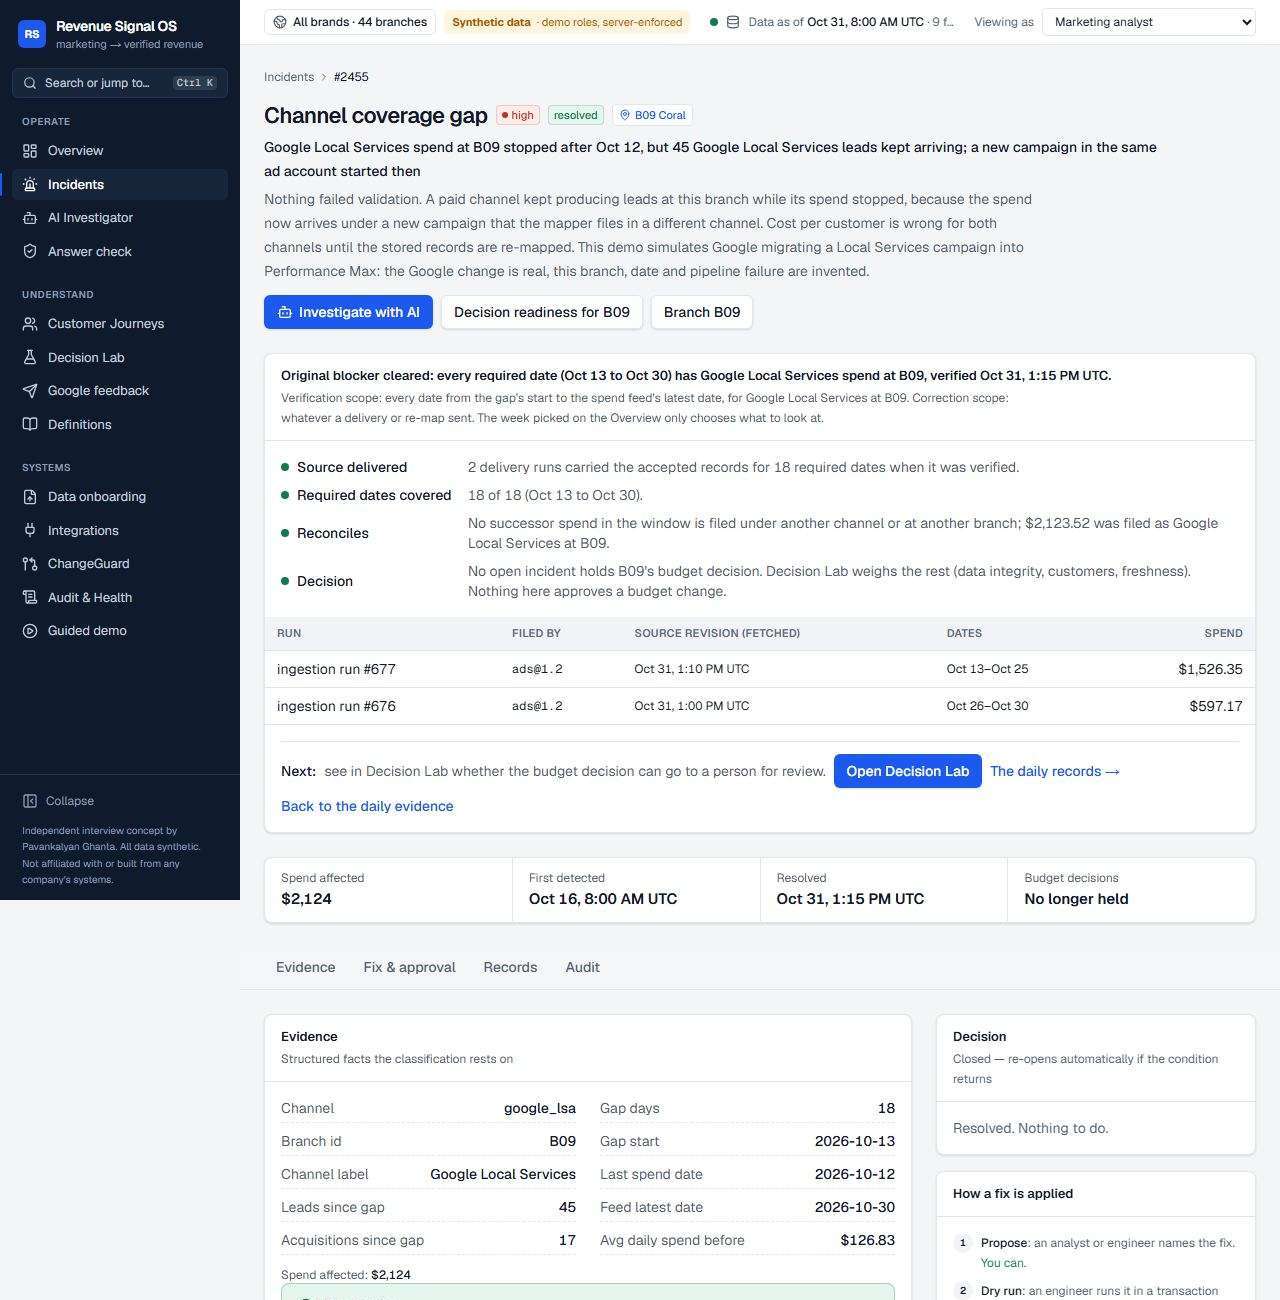 RS
Revenue Signal OS
marketing → verified revenue
Search or jump to…
Ctrl K
OPERATE
Overview
Incidents
AI Investigator
Answer check
UNDERSTAND
Customer Journeys
Decision Lab
Google feedback
Definitions
SYSTEMS
Data onboarding
Integrations
ChangeGuard
Audit & Health
Guided demo
Collapse
Independent interview concept by
Pavankalyan Ghanta. All data synthetic.
Not affiliated with or built from any
company's systems.
All brands · 44 branches
Synthetic data · demo roles, server-enforced
Data as of Oct 31, 8:00 AM UTC · 9 f…
Viewing as
Marketing analyst
Incidents › #2455
Channel coverage gap
high
resolved
B09 Coral
Google Local Services spend at B09 stopped after Oct 12, but 45 Google Local Services leads kept arriving; a new campaign in the same
ad account started then
Nothing failed validation. A paid channel kept producing leads at this branch while its spend stopped, because the spend
now arrives under a new campaign that the mapper files in a different channel. Cost per customer is wrong for both
channels until the stored records are re-mapped. This demo simulates Google migrating a Local Services campaign into
Performance Max: the Google change is real, this branch, date and pipeline failure are invented.
Investigate with AI
Decision readiness for B09
Branch B09
Original blocker cleared: every required date (Oct 13 to Oct 30) has Google Local Services spend at B09, verified Oct 31, 1:15 PM UTC.
Verification scope: every date from the gap's start to the spend feed's latest date, for Google Local Services at B09. Correction scope:
whatever a delivery or re-map sent. The week picked on the Overview only chooses what to look at.
Source delivered
2 delivery runs carried the accepted records for 18 required dates when it was verified.
Required dates covered
18 of 18 (Oct 13 to Oct 30).
Reconciles
No successor spend in the window is filed under another channel or at another branch; $2,123.52 was filed as Google
Local Services at B09.
Decision
No open incident holds B09's budget decision. Decision Lab weighs the rest (data integrity, customers, freshness).
Nothing here approves a budget change.
RUN FILED BY SOURCE REVISION (FETCHED) DATES SPEND
ingestion run #677 ads@1.2 Oct 31, 1:10 PM UTC Oct 13–Oct 25 $1,526.35
ingestion run #676 ads@1.2 Oct 31, 1:00 PM UTC Oct 26–Oct 30 $597.17
Next: see in Decision Lab whether the budget decision can go to a person for review.
Open Decision Lab
The daily records →
Back to the daily evidence
Spend affected
$2,124
First detected
Oct 16, 8:00 AM UTC
Resolved
Oct 31, 1:15 PM UTC
Budget decisions
No longer held
Evidence
Fix & approval
Records
Audit
Evidence
Structured facts the classification rests on
Channel google_lsa
Gap days 18
Branch id B09
Gap start 2026-10-13
Channel label Google Local Services
Last spend date 2026-10-12
Leads since gap 45
Feed latest date 2026-10-30
Acquisitions since gap 17
Avg daily spend before $126.83
Spend affected: $2,124
Decision
Closed — re-opens automatically if the condition
returns
Resolved. Nothing to do.
How a fix is applied
1 Propose: an analyst or engineer names the fix.
You can.
2 Dry run: an engineer runs it in a transaction